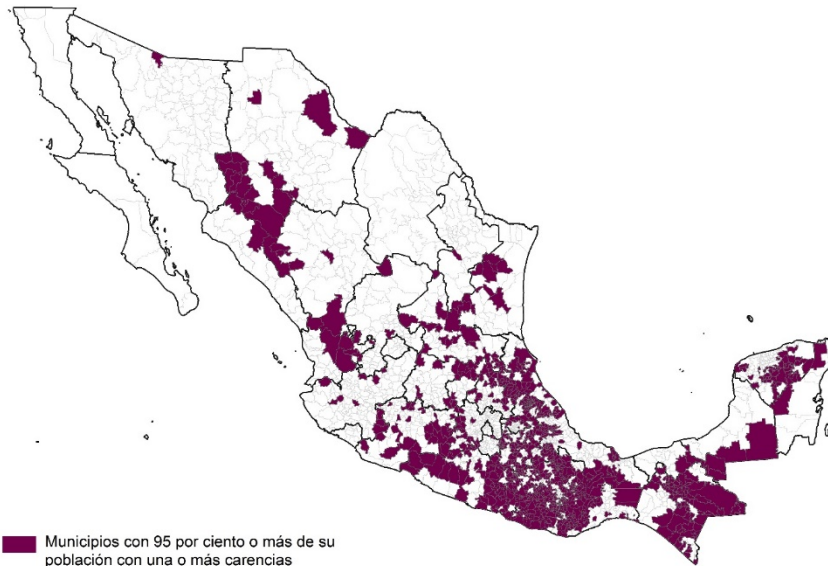 Municipios con 95 por ciento o más de su
población con una o más carencias